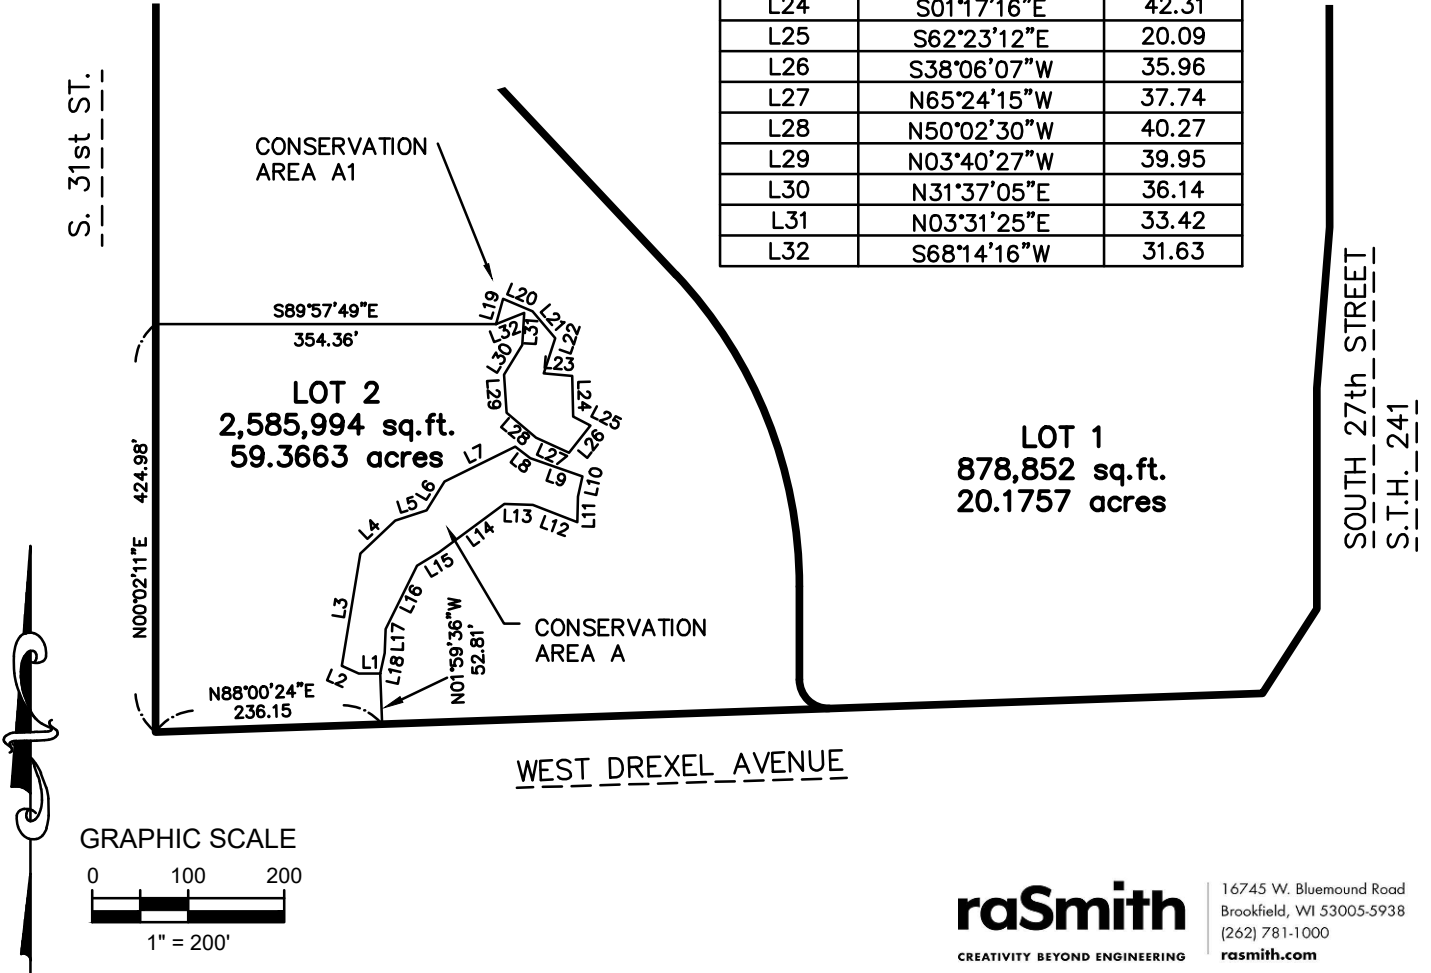 L24 S01°17'16"E 42.31
L25 S62°23'12"E 20.09
L26 S38°06'07"W 35.96
L27 N65°24'15"W 37.74
L28 N50°02'30"W 40.27
L29 N03°40'27"W 39.95
L30 N31°37'05"E 36.14
L31 N03°31'25"E 33.42
L32 S68°14'16"W 31.63
S. 31st ST.
CONSERVATION
AREA A1
S89°57'49"E
354.36'
L19
L20
L21
L22
L32
L31
L23
L30
L29
L24
L25
L28
L26
L27
LOT 2
2,585,994 sq.ft.
59.3663 acres
LOT 1
878,852 sq.ft.
20.1757 acres
SOUTH 27th STREET
S.T.H. 241
424.98'
N00°02'11"E
L7
L8
L9
L10
L6
L5
L11
L13
L12
L4
L14
L15
L3
L16
L17
L1
L18
L2
N01°59'36"W
52.81'
CONSERVATION
AREA A
N88°00'24"E
236.15
WEST DREXEL AVENUE
GRAPHIC SCALE
0 100 200
1" = 200'
raSmith
CREATIVITY BEYOND ENGINEERING
16745 W. Bluemound Road
Brookfield, WI 53005-5938
(262) 781-1000
rasmith.com